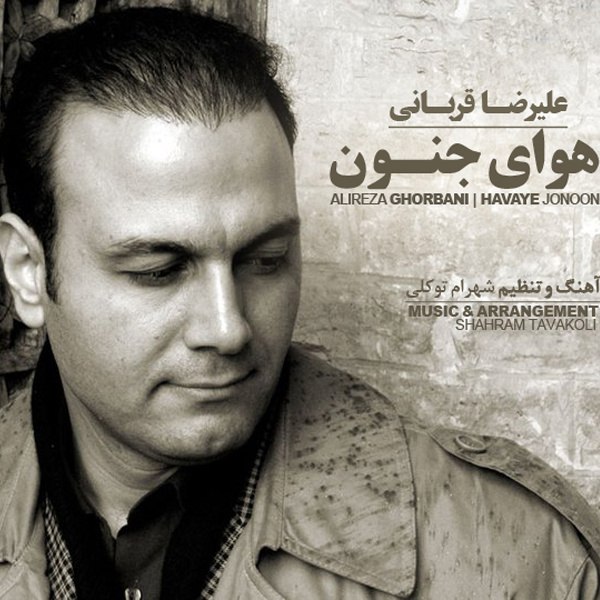 علیرضا قربانی
هوای جنون
ALIREZA GHORBANI | HAVAYE JONOON
آهنگ و تنظیم شهرام توکلی
MUSIC & ARRANGEMENT
SHAHRAM TAVAKOLI